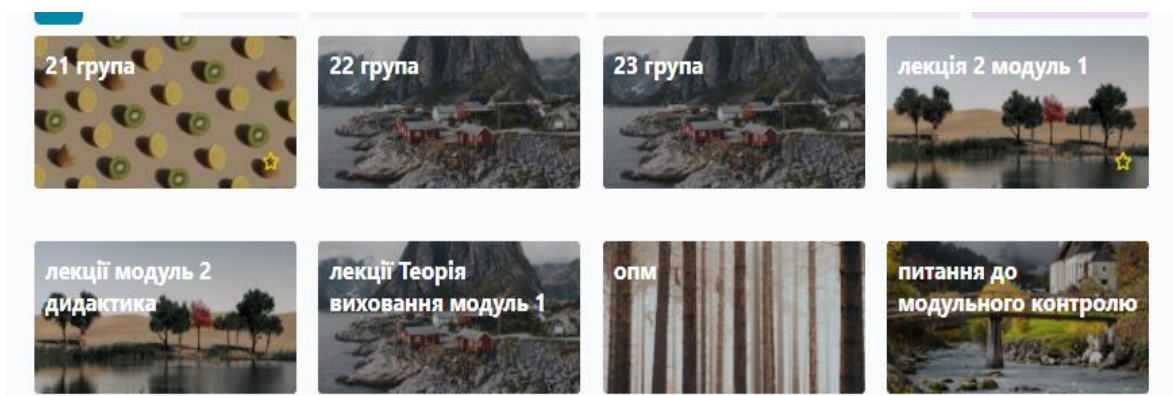 21 група
22 група
23 група
лекція 2 модуль 1
лекції модуль 2
дидактика
лекції Теорія
виховання модуль 1
опм
питання до
модульного контролю